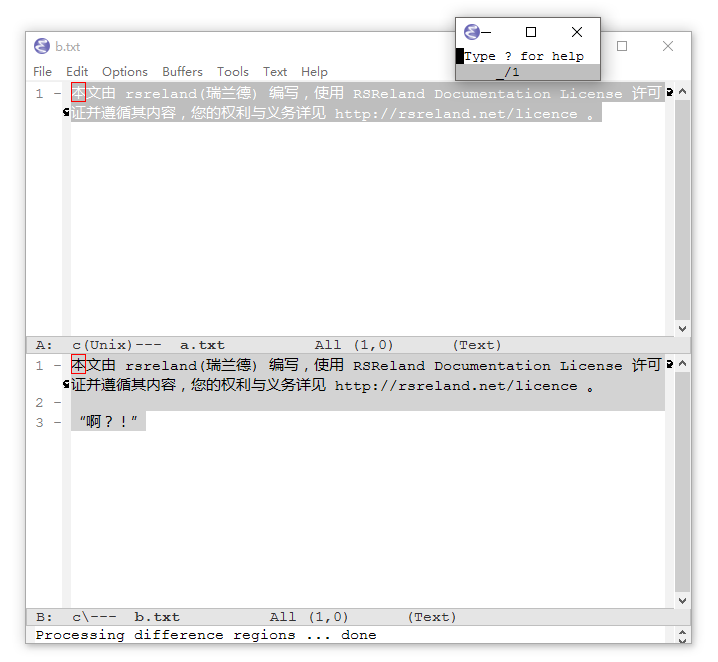 b.txt
File Edit Options Buffers Tools Text Help
Type ? for help
_/1
1 本文由 rsreland(瑞兰德) 编写,使用 RSReland Documentation License 许可
证并遵循其内容,您的权利与义务详见 http://rsreland.net/licence 。
A: c(Unix)--- a.txt All (1,0) (Text)
1 本文由 rsreland(瑞兰德) 编写,使用 RSReland Documentation License 许可
证并遵循其内容,您的权利与义务详见 http://rsreland.net/licence 。
2
3 “啊?!”
B: c\--- b.txt All (1,0) (Text)
Processing difference regions ... done